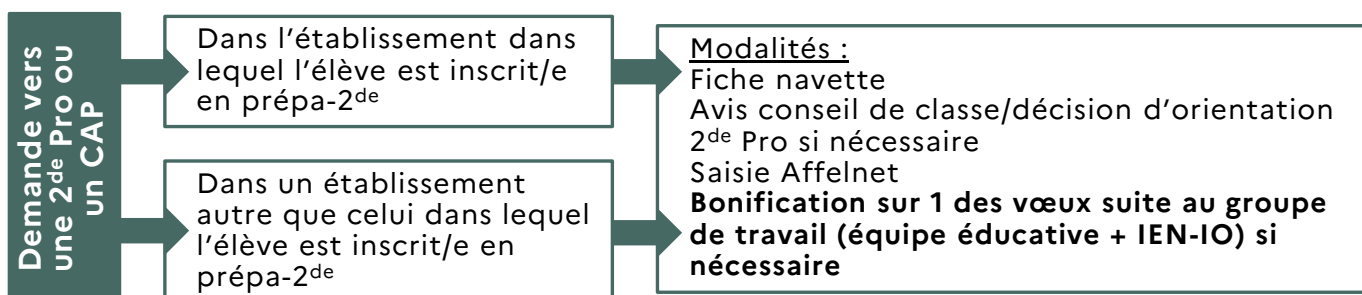 Demande vers
une 2de Pro ou
un CAP
Dans l’établissement dans
lequel l’élève est inscrit/e
en prépa-2de
Dans un établissement
autre que celui dans lequel
l’élève est inscrit/e en
prépa-2de
Modalités :
Fiche navette
Avis conseil de classe/décision d’orientation
2de Pro si nécessaire
Saisie Affelnet
Bonification sur 1 des vœux suite au groupe
de travail (équipe éducative + IEN-IO) si
nécessaire